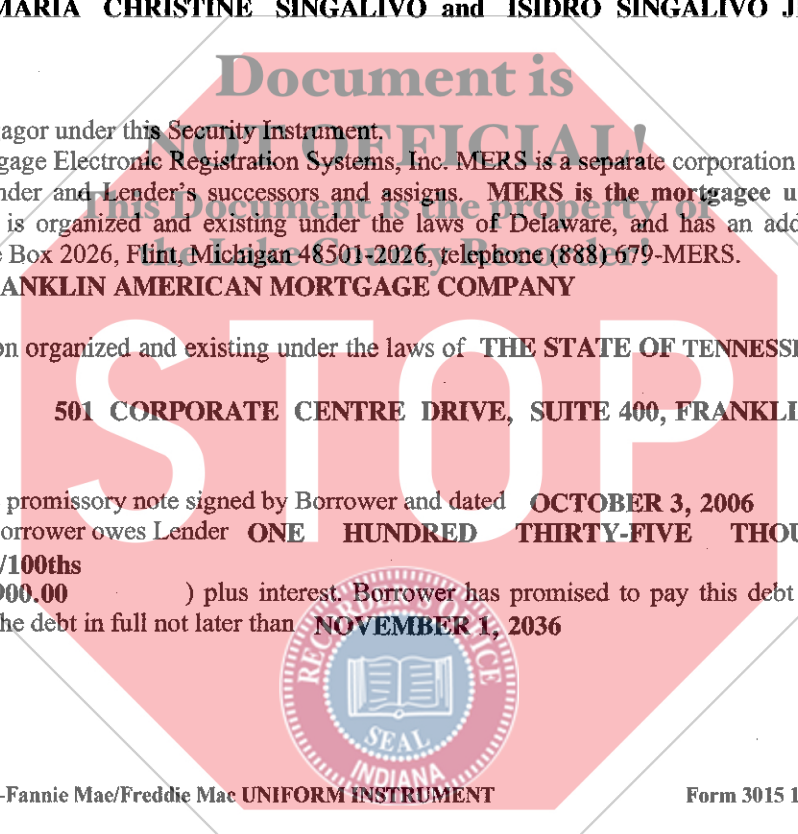 MARIA CHRISTINE SINGALIVO and ISIDRO SINGALIVO
Document is
agor under this Security Instrument.
NOT OFFICIAL!
gage Electronic Registration Systems, Inc. MERS is a separate corporation
nder and Lender's successors and assigns. MERS is the mortgagee u
This Document is the property of
is organized and existing under the laws of Delaware, and has an add
the Lake County Recorder!
Box 2026, Flint, Michigan 48501-2026, telephone (888) 679-MERS.
ANKLIN AMERICAN MORTGAGE COMPANY
STOP
on organized and existing under the laws of THE STATE OF TENNESS
501 CORPORATE CENTRE DRIVE, SUITE 400, FRANKLI
promissory note signed by Borrower and dated OCTOBER 3, 2006
orrower owes Lender ONE HUNDRED THIRTY-FIVE THOU
/100ths
000.00 ) plus interest. Borrower has promised to pay this debt
he debt in full not later than NOVEMBER 1, 2036
RECORDER'S OFFICE
SEAL
INDIANA
-Fannie Mae/Freddie Mac UNIFORM INSTRUMENT Form 3015 1